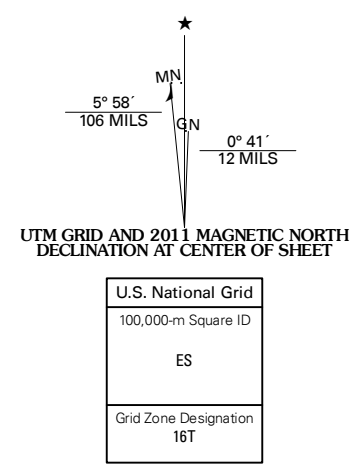 ★
M.N.
5° 58´
106 MILS
GN
0° 41´
12 MILS
UTM GRID AND 2011 MAGNETIC NORTH
DECLINATION AT CENTER OF SHEET
U.S. National Grid
100,000-m Square ID
ES
Grid Zone Designation
16T